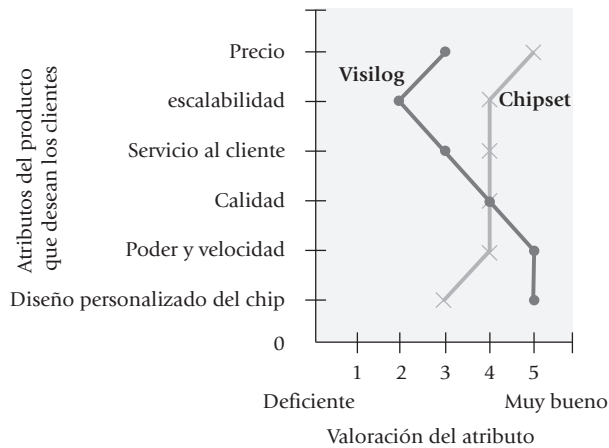 Atributos del producto
que desean los clientes
Precio
escalabilidad
Servicio al cliente
Calidad
Poder y velocidad
Diseño personalizado del chip
0
Visilog
Chipset
1 2 3 4 5
Deficiente Muy bueno
Valoración del atributo